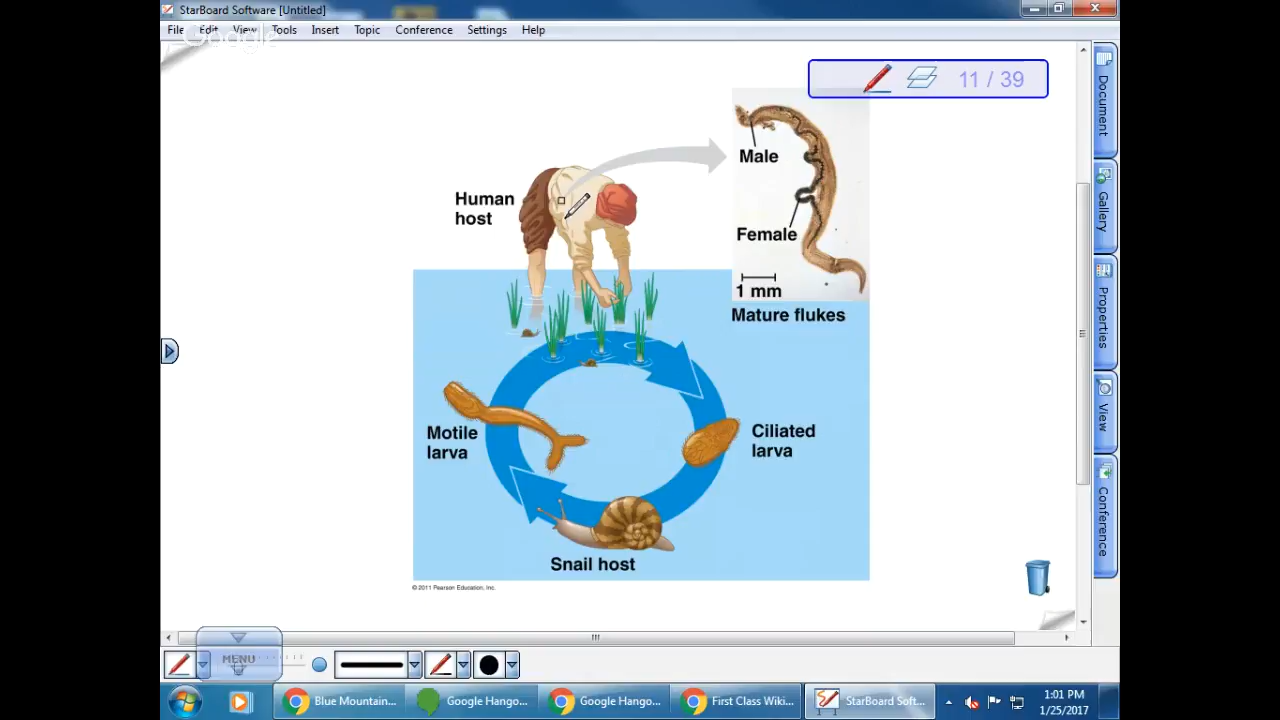 StarBoard Software [Untitled]
File Edit View Tools Insert Topic Conference Settings Help
Google
11 / 39
Document
Gallery
Properties
View
Conference
Male
Human
host
Female
1 mm
Mature flukes
Motile
larva
Ciliated
larva
Snail host
© 2011 Pearson Education, Inc.
MENU
Blue Mountain...
Google Hango...
Google Hango...
First Class Wiki...
StarBoard Soft...
1:01 PM
1/25/2017